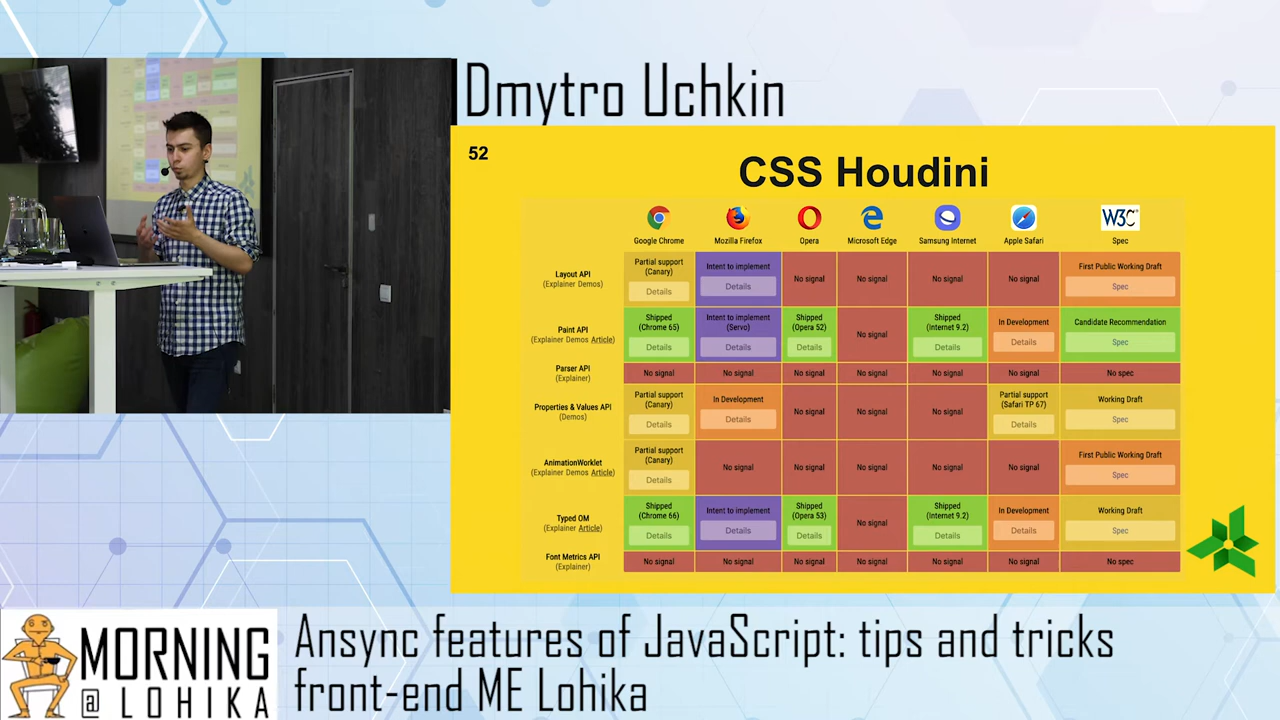 Dmytro Uchkin
52
CSS Houdini
Google Chrome Mozilla Firefox Opera Microsoft Edge Samsung Internet Apple Safari W3C Spec
Layout API
(Explainer Demos)
Partial support
(Canary)
Details
Intent to implement
Details
No signal
No signal
No signal
No signal
First Public Working Draft
Spec
Paint API
(Explainer Demos Article)
Shipped
(Chrome 65)
Details
Intent to implement
(Servo)
Details
Shipped
(Opera 52)
Details
No signal
Shipped
(Internet 9.2)
Details
In Development
Details
Candidate Recommendation
Spec
Parser API
(Explainer)
No signal
No signal
No signal
No signal
No signal
No signal
No spec
Properties & Values API
(Demos)
Partial support
(Canary)
Details
In Development
Details
No signal
No signal
No signal
Partial support
(Safari TP 67)
Details
Working Draft
Spec
AnimationWorklet
(Explainer Demos Article)
Partial support
(Canary)
Details
No signal
No signal
No signal
No signal
No signal
First Public Working Draft
Spec
Typed OM
(Explainer Article)
Shipped
(Chrome 66)
Details
Intent to implement
Details
Shipped
(Opera 53)
Details
No signal
Shipped
(Internet 9.2)
Details
In Development
Details
Working Draft
Spec
Font Metrics API
(Explainer)
No signal
No signal
No signal
No signal
No signal
No signal
No spec
MORNING
@ LOHIKA
Ansync features of JavaScript: tips and tricks
front-end ME Lohika